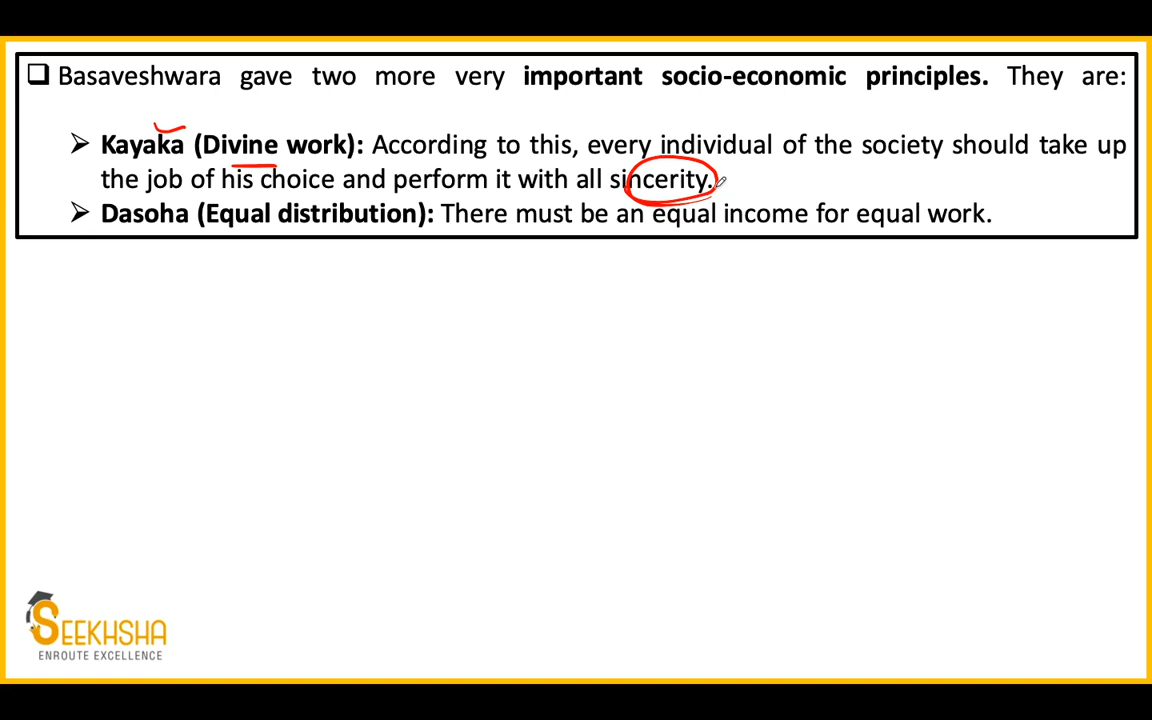 Basaveshwara gave two more very important socio-economic principles. They are:
Kayaka (Divine work): According to this, every individual of the society should take up
the job of his choice and perform it with all sincerity.
Dasoha (Equal distribution): There must be an equal income for equal work.
SEEKHSHA
ENROUTE EXCELLENCE